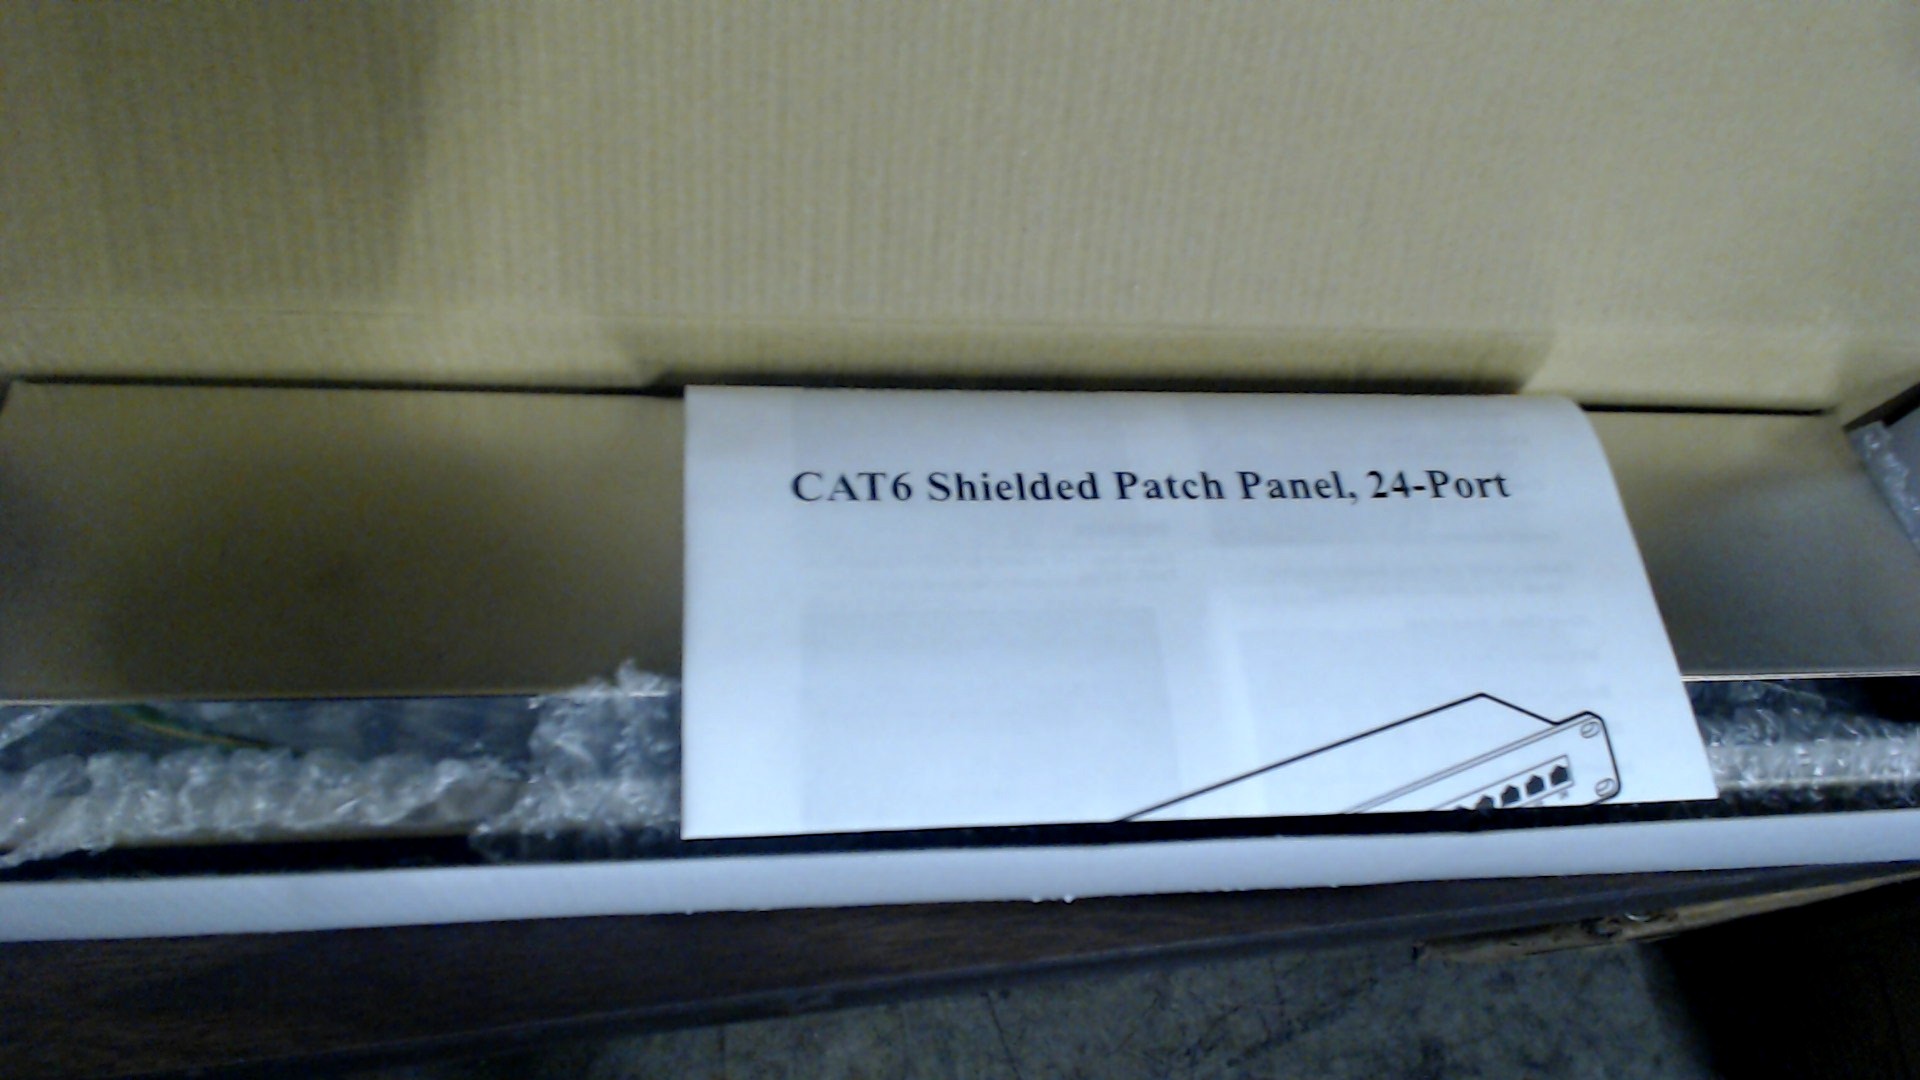 CAT6 Shielded Patch Panel, 24-Port